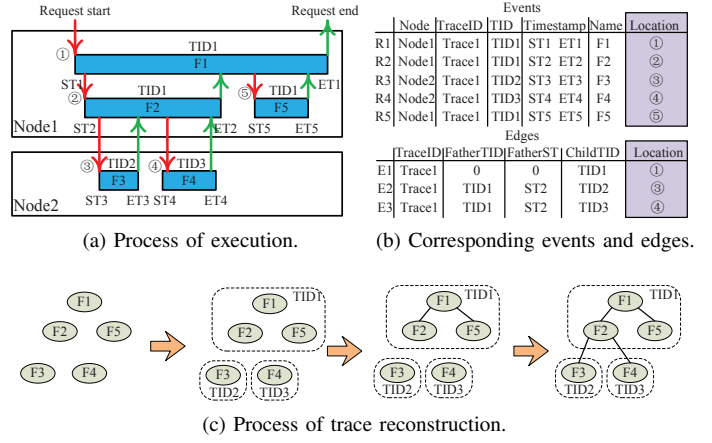 Request start Request end
TID1
①
F1
ST1 TID1 TID1 ET1
② F2 ⑤ F5
ST2 ET2 ST5 ET5
Node1
③ TID2 ④ TID3
F3 F4
ST3 ET3 ST4 ET4
Node2
(a) Process of execution.
Events
Node TraceID TID Timestamp Name Location
R1 Node1 Trace1 TID1 ST1 ET1 F1 ①
R2 Node1 Trace1 TID1 ST2 ET2 F2 ②
R3 Node2 Trace1 TID2 ST3 ET3 F3 ③
R4 Node2 Trace1 TID3 ST4 ET4 F4 ④
R5 Node1 Trace1 TID1 ST5 ET5 F5 ⑤
Edges
TraceID FatherTID FatherST ChildTID Location
E1 Trace1 0 0 TID1 ①
E2 Trace1 TID1 ST2 TID2 ③
E3 Trace1 TID1 ST2 TID3 ④
(b) Corresponding events and edges.
F1
F2 F5
F3 F4
F1 TID1
F2 F5
F3 F4
TID2 TID3
F1 TID1
F2 F5
F3 F4
TID2 TID3
F1 TID1
F2 F5
F3 F4
TID2 TID3
(c) Process of trace reconstruction.